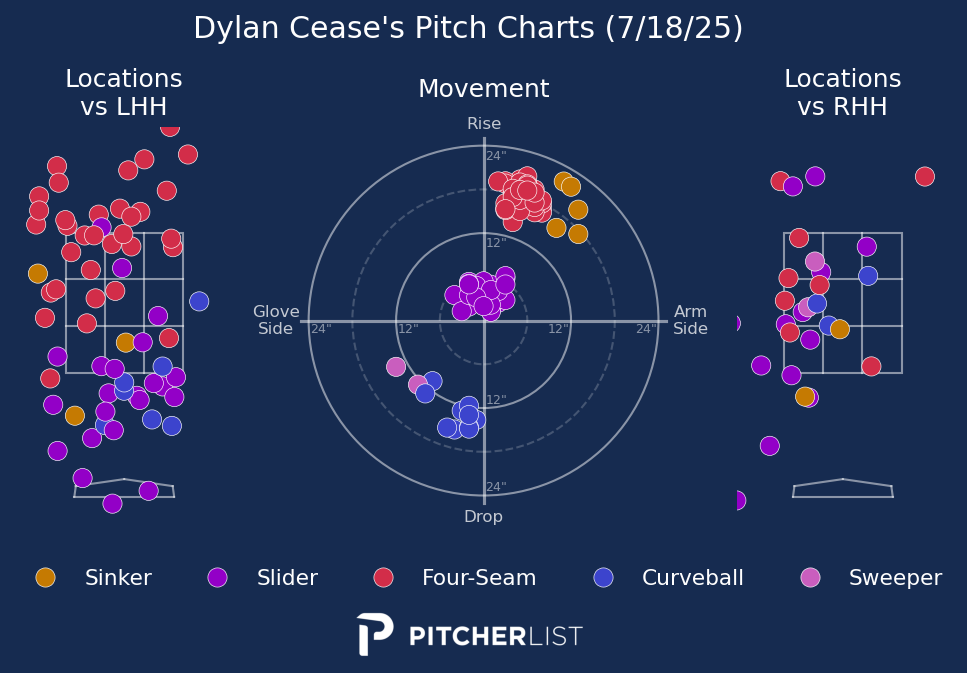 Dylan Cease's Pitch Charts (7/18/25)
Locations
vs LHH
Movement
Locations
vs RHH
Rise
24"
12"
Glove
Side
24"
12"
12"
24"
Arm
Side
12"
24"
Drop
Sinker
Slider
Four-Seam
Curveball
Sweeper
PITCHERLIST